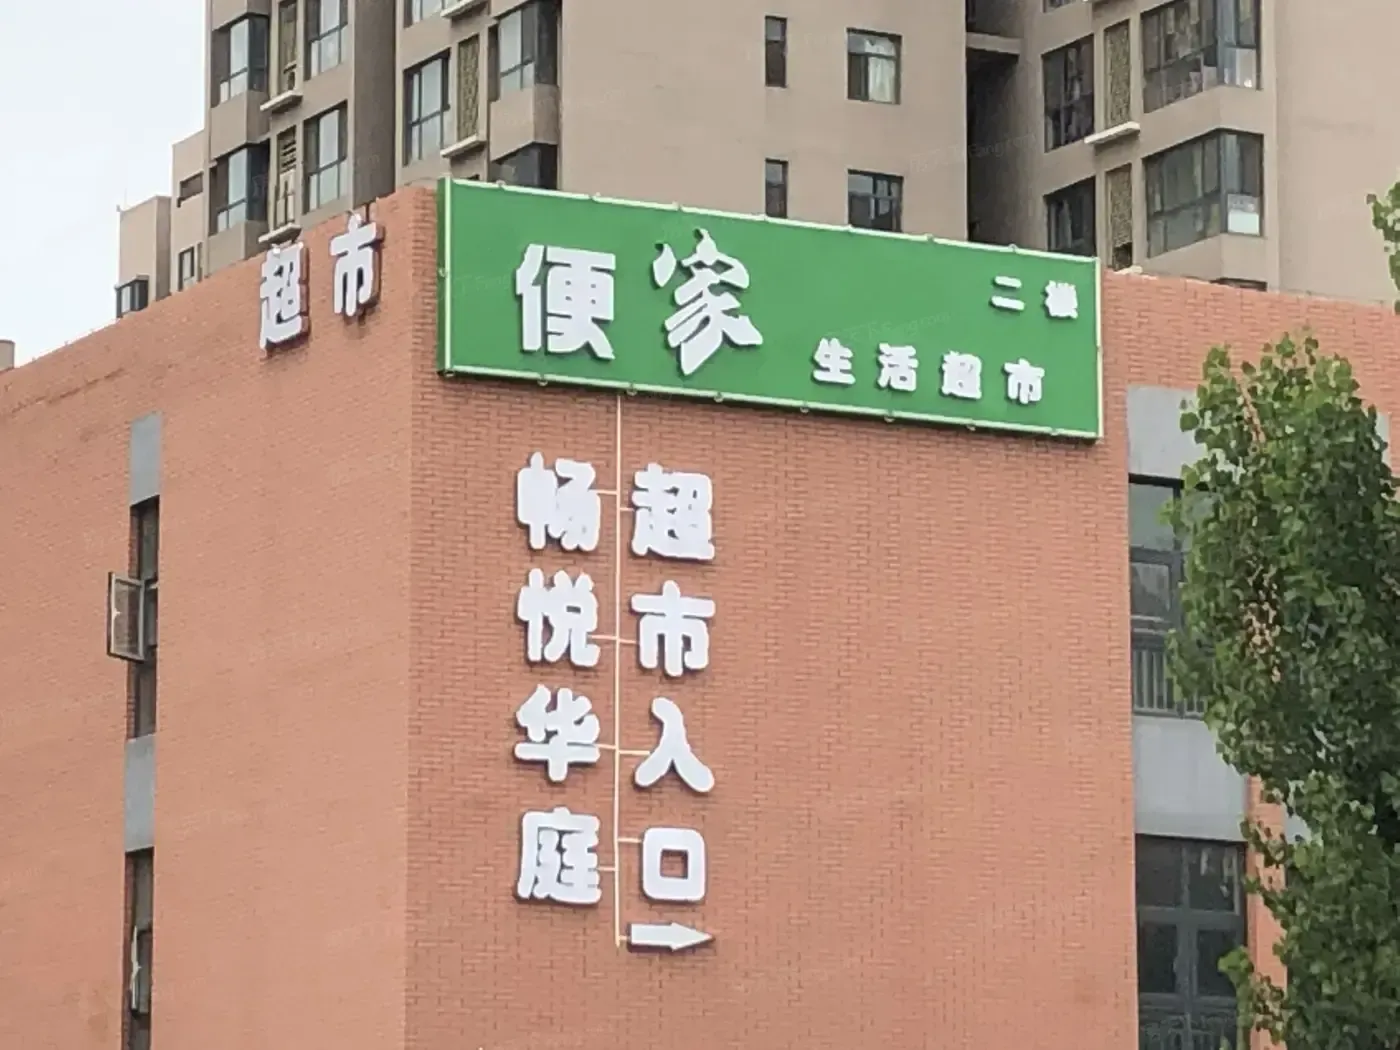 超市
便家
二楼
生活超市
畅悦华庭
超市入口